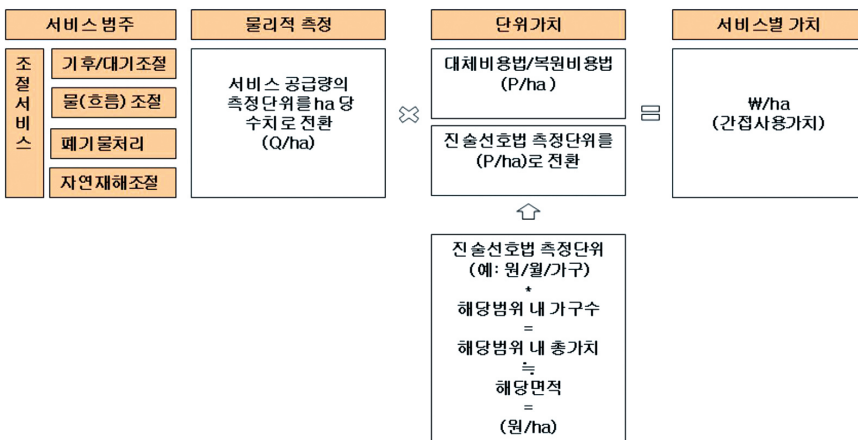 서비스 범주
물리적 측정
단위가치
서비스별 가치
조절서비스
기후/대기조절
물(흐름) 조절
폐기물처리
자연재해조절
서비스 공급량의
측정단위를 ha 당
수치로 전환
(Q/ha)
×
대체비용법/복원비용법
(P/ha )
진술선호법 측정단위를
(P/ha)로 전환
=
₩/ha
(간접사용가치)
진술선호법 측정단위
(예: 원/월/가구)
*
해당범위 내 가구수
=
해당범위 내 총가치
≒
해당면적
=
(원/ha)